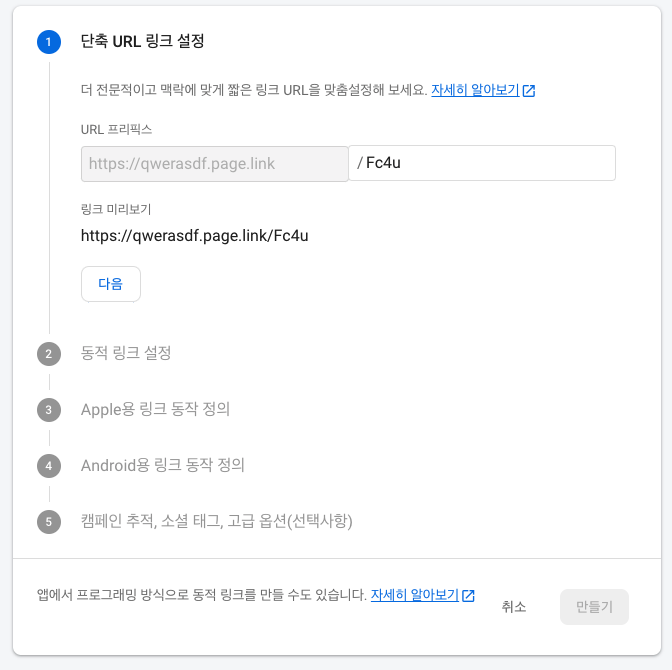 1 단축 URL 링크 설정
더 전문적이고 맥락에 맞게 짧은 링크 URL을 맞춤설정해 보세요. 자세히 알아보기
URL 프리픽스
https://qwerasdf.page.link / Fc4u
링크 미리보기
https://qwerasdf.page.link/Fc4u
다음
2 동적 링크 설정
3 Apple용 링크 동작 정의
4 Android용 링크 동작 정의
5 캠페인 추적, 소셜 태그, 고급 옵션(선택사항)
앱에서 프로그래밍 방식으로 동적 링크를 만들 수도 있습니다. 자세히 알아보기
취소 만들기